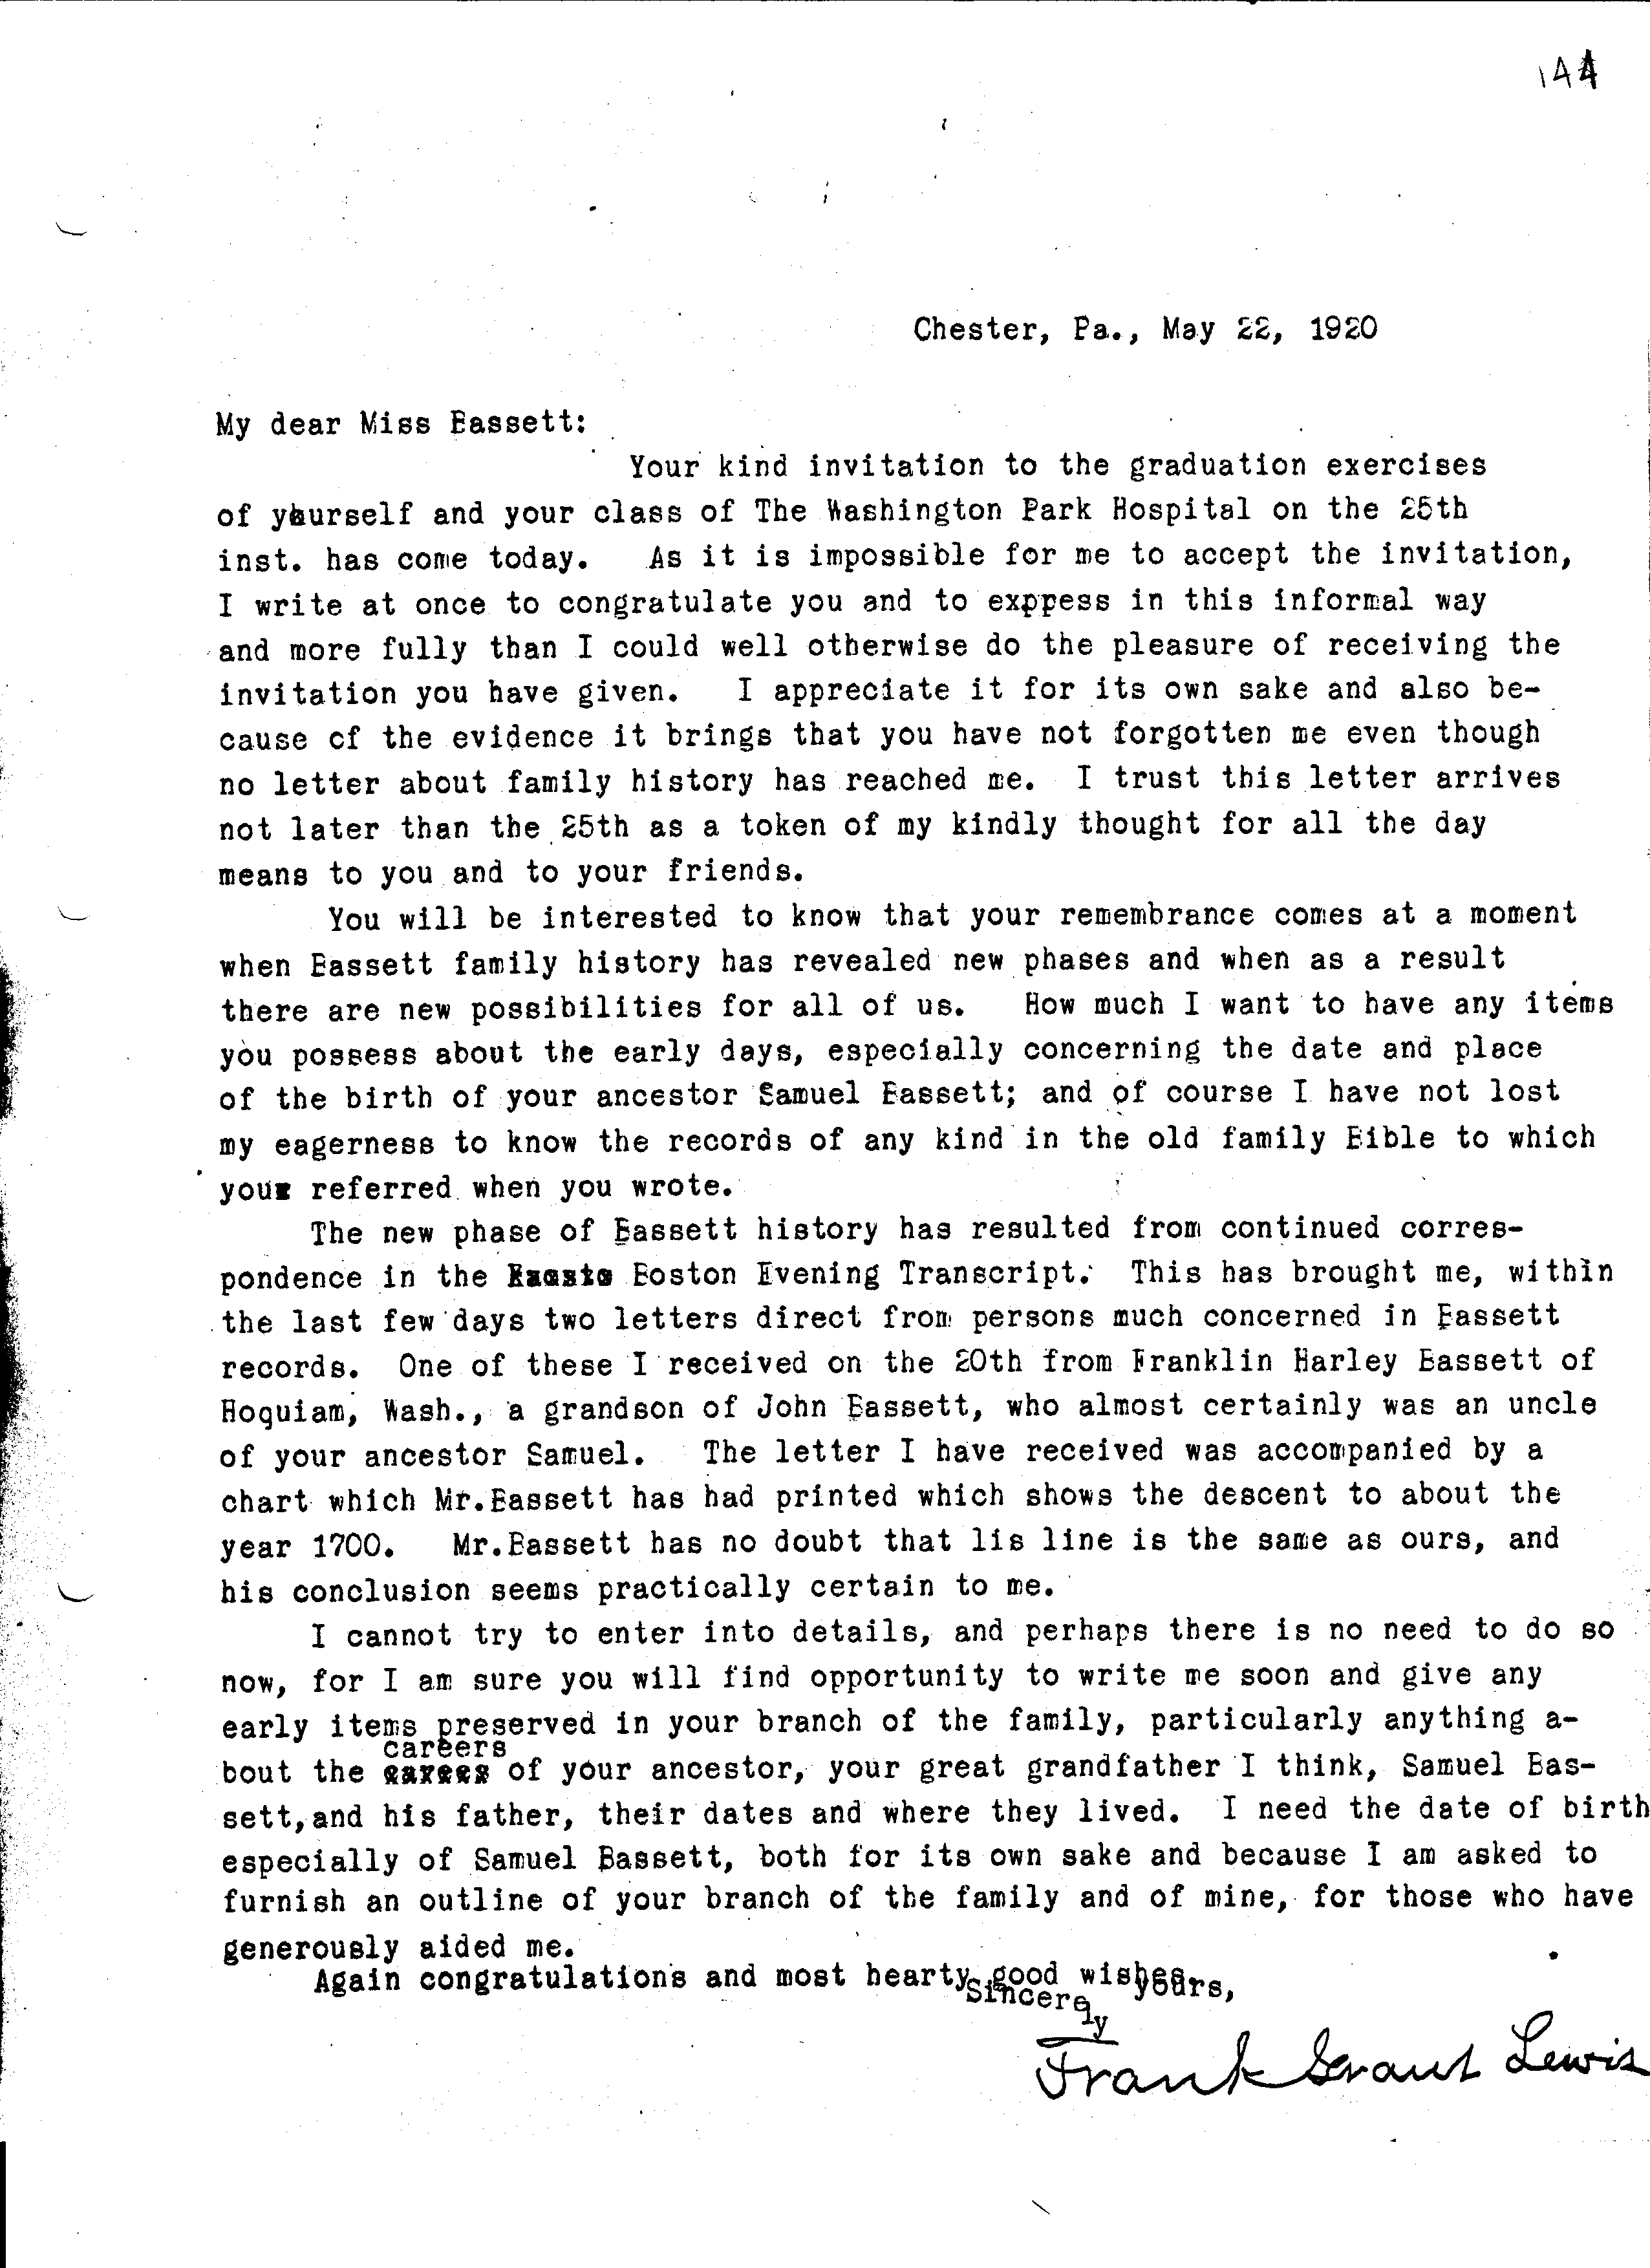 144
Chester, Pa., May 22, 1920
My dear Miss Bassett:
Your kind invitation to the graduation exercises
of yourself and your class of The Washington Park Hospital on the 25th
inst. has come today. As it is impossible for me to accept the invitation,
I write at once to congratulate you and to exppess in this informal way
and more fully than I could well otherwise do the pleasure of receiving the
invitation you have given. I appreciate it for its own sake and also be-
cause of the evidence it brings that you have not forgotten me even though
no letter about family history has reached me. I trust this letter arrives
not later than the 25th as a token of my kindly thought for all the day
means to you and to your friends.
You will be interested to know that your remembrance comes at a moment
when Bassett family history has revealed new phases and when as a result
there are new possibilities for all of us. How much I want to have any items
you possess about the early days, especially concerning the date and place
of the birth of your ancestor Samuel Bassett; and of course I have not lost
my eagerness to know the records of any kind in the old family Bible to which
you referred when you wrote.
The new phase of Bassett history has resulted from continued corres-
pondence in the Boston Evening Transcript. This has brought me, within
the last few days two letters direct from persons much concerned in Bassett
records. One of these I received on the 20th from Franklin Harley Bassett of
Hoquiam, Wash., a grandson of John Bassett, who almost certainly was an uncle
of your ancestor Samuel. The letter I have received was accompanied by a
chart which Mr.Bassett has had printed which shows the descent to about the
year 1700. Mr.Bassett has no doubt that lis line is the same as ours, and
his conclusion seems practically certain to me.
I cannot try to enter into details, and perhaps there is no need to do so
now, for I am sure you will find opportunity to write me soon and give any
early items preserved in your branch of the family, particularly anything a-
careers
bout the of your ancestor, your great grandfather I think, Samuel Bas-
sett,and his father, their dates and where they lived. I need the date of birth
especially of Samuel Bassett, both for its own sake and because I am asked to
furnish an outline of your branch of the family and of mine, for those who have
generously aided me.
Again congratulations and most hearty good wishes.
Sincerely yours,
Frank Grant Lewis